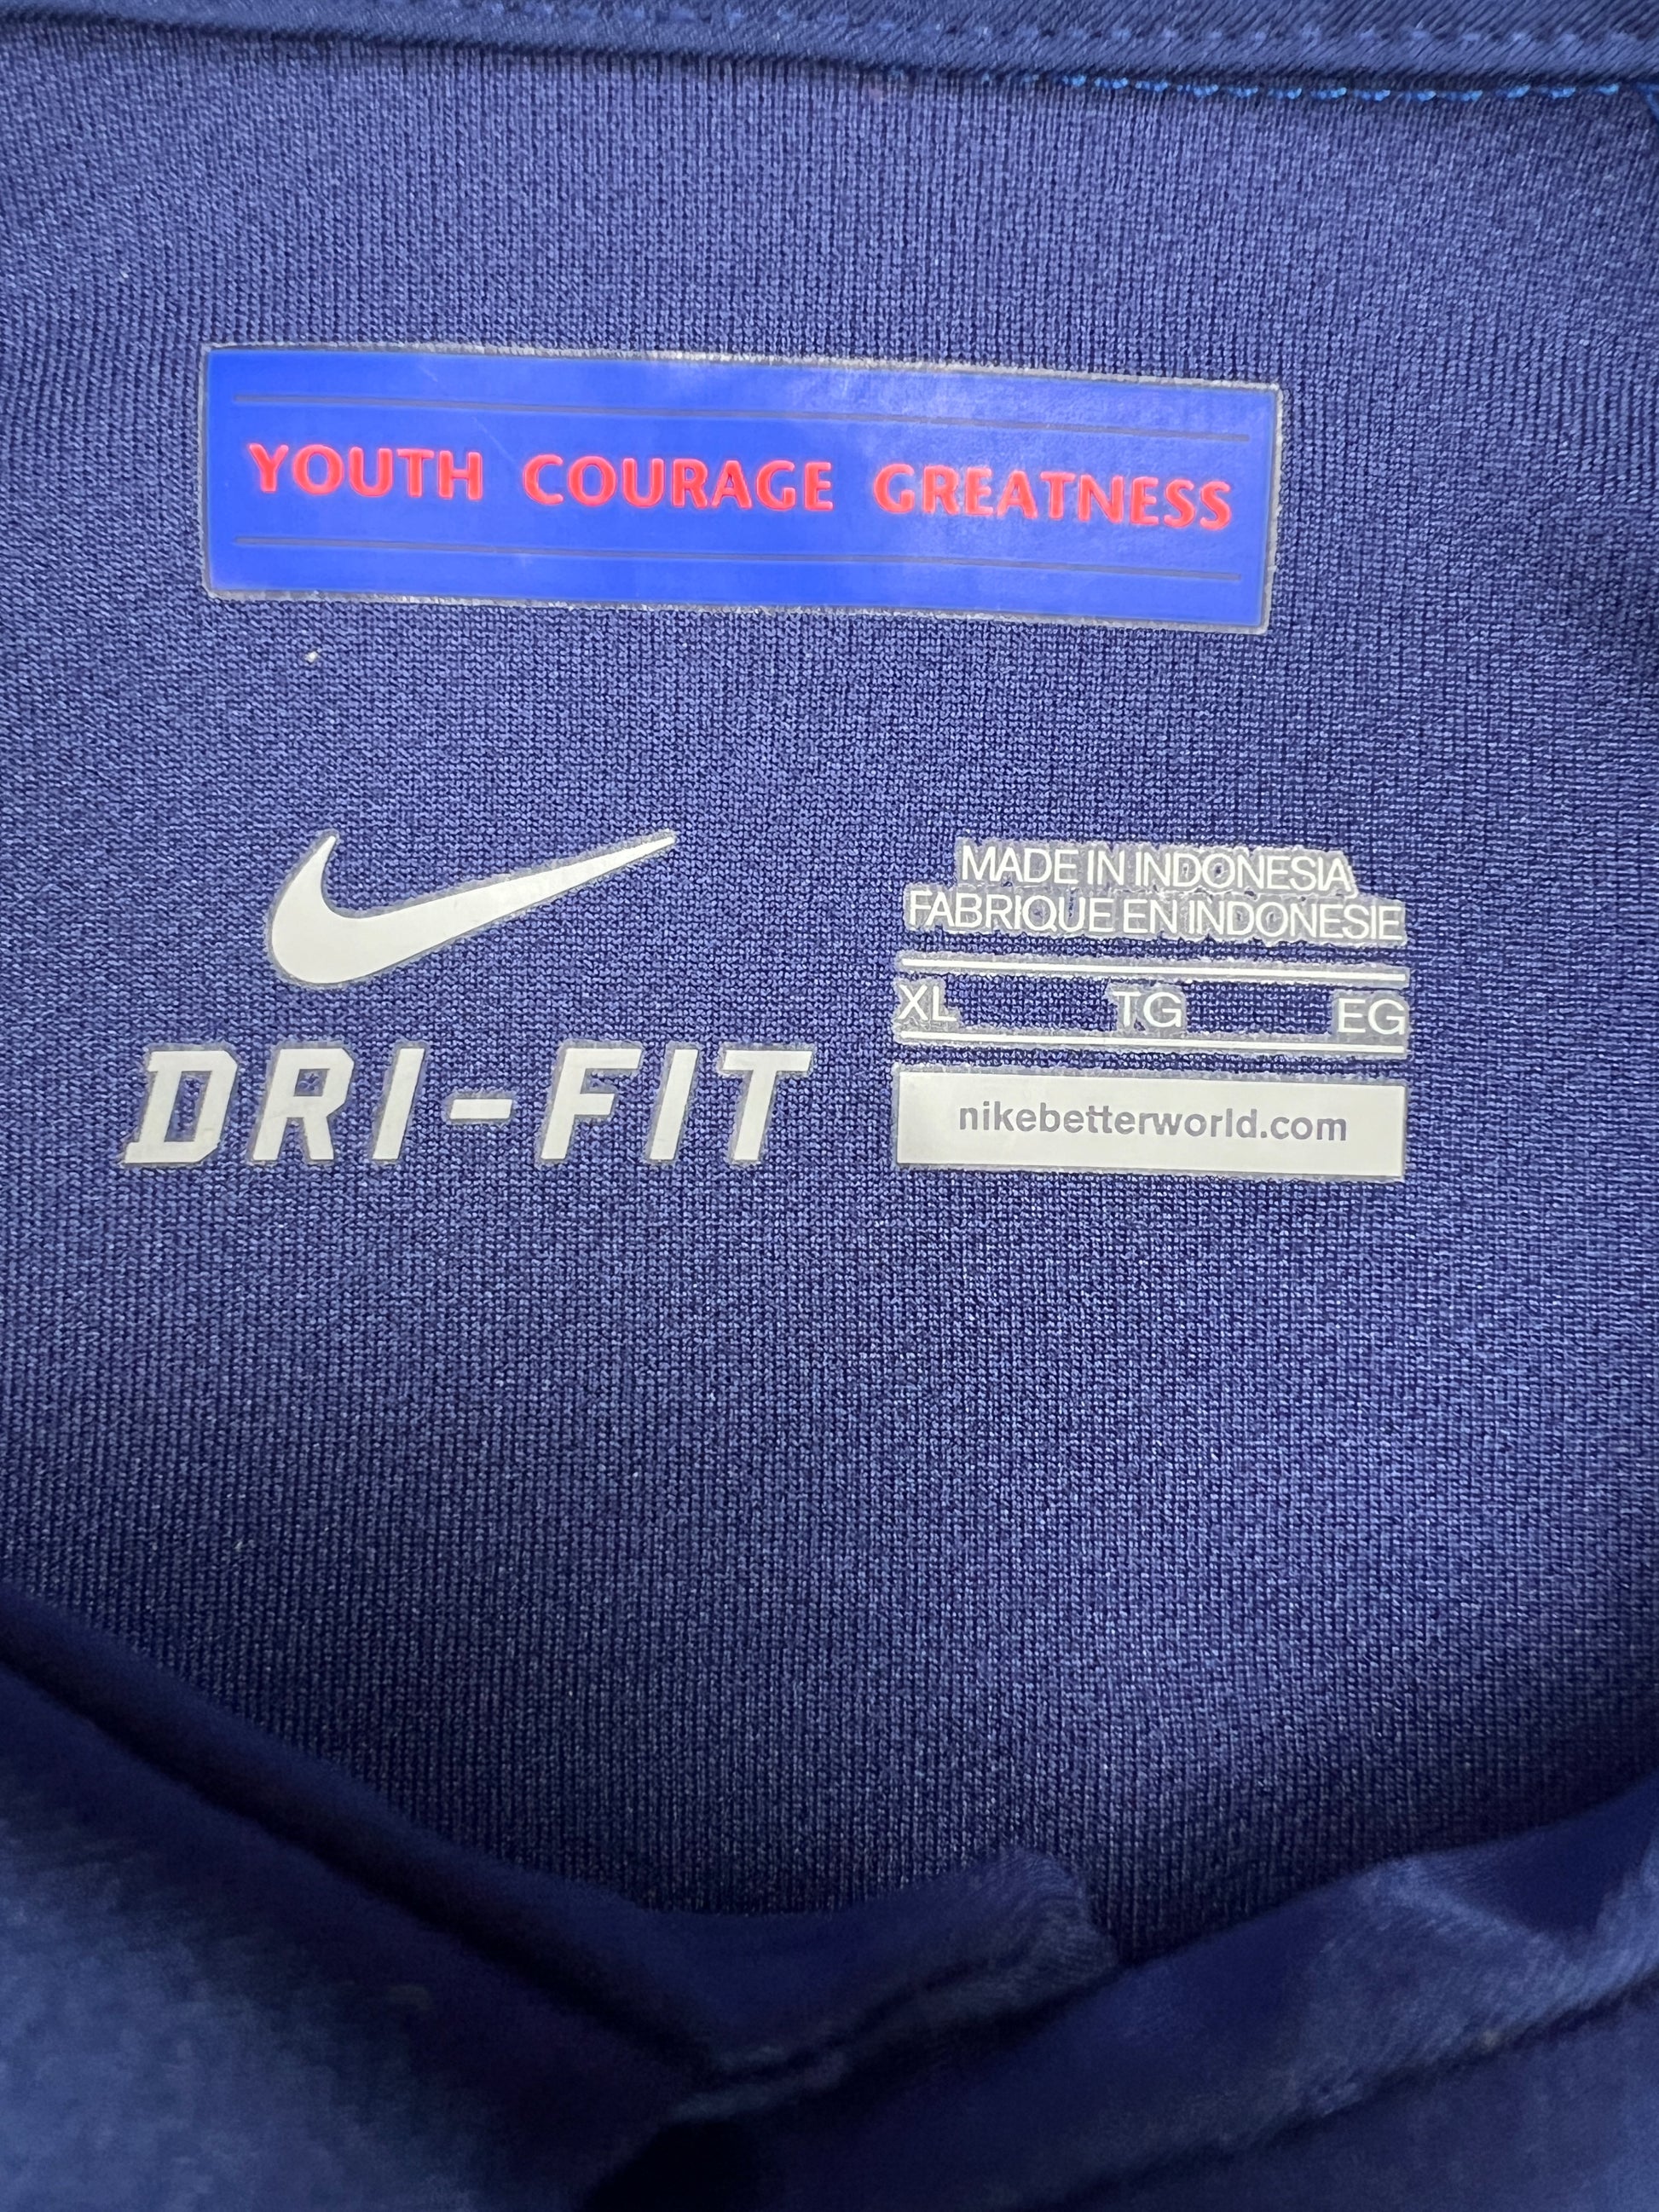 YOUTH COURAGE GREATNESS
MADE IN INDONESIA
FABRIQUE EN INDONESIE
XL TG EG
DRI-FIT
nikebetterworld.com